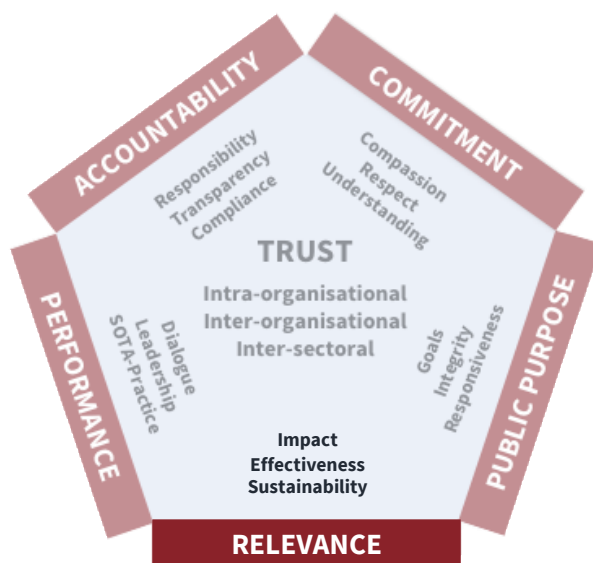 ACCOUNTABILITY
COMMITMENT
Responsibility
Transparency
Compliance
Compassion
Respect
Understanding
TRUST
Intra-organisational
Inter-organisational
Inter-sectoral
PERFORMANCE
Dialogue
Leadership
SOTA-Practice
Goals
Integrity
Responsiveness
PUBLIC PURPOSE
Impact
Effectiveness
Sustainability
RELEVANCE